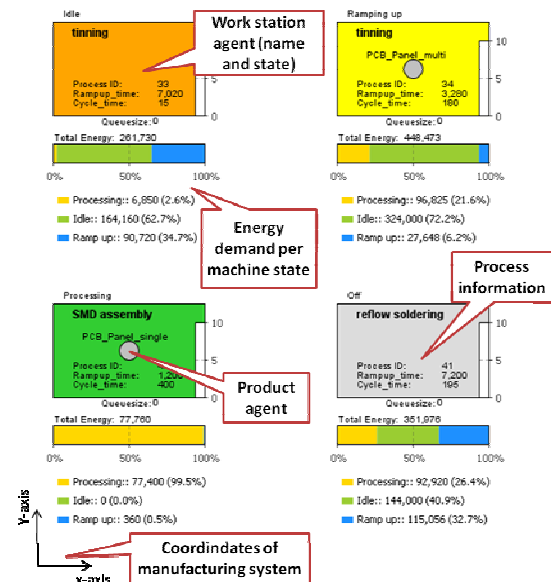 Idle
tinning
Work station
agent (name
and state)
5
Process ID: 33
Rampup_time: 7,020
Cycle_time: 15
Queuesize: 0
Total Energy: 261,730
0% 50% 100%
Processing:: 6,850 (2.6%)
Idle:: 164,160 (62.7%)
Ramp up:: 90,720 (34.7%)
Ramping up
tinning
10
PCB_Panel_multi
5
Process ID: 34
Rampup_time: 3,280
Cycle_time: 180
Queuesize: 0
Total Energy: 448,473
0% 50% 100%
Processing:: 96,825 (21.6%)
Idle:: 324,000 (72.2%)
Ramp up:: 27,648 (6.2%)
Energy
demand per
machine state
Process
information
Processing
SMD assembly
10
PCB_Panel_single
5
Process ID:
Rampup_time:
Cycle_time: 400
Queuesize: 0
Total Energy: 77,760
0% 50% 100%
Processing:: 77,400 (99.5%)
Idle:: 0 (0.0%)
Ramp up:: 360 (0.5%)
Product
agent
Off
reflow soldering
10
5
Process ID: 41
Rampup_time: 7,200
Cycle_time: 195
Queuesize: 0
Total Energy: 351,976
0% 50% 100%
Processing:: 92,920 (26.4%)
Idle:: 144,000 (40.9%)
Ramp up:: 115,056 (32.7%)
Y-axis
x-axis
Coordindates of
manufacturing system